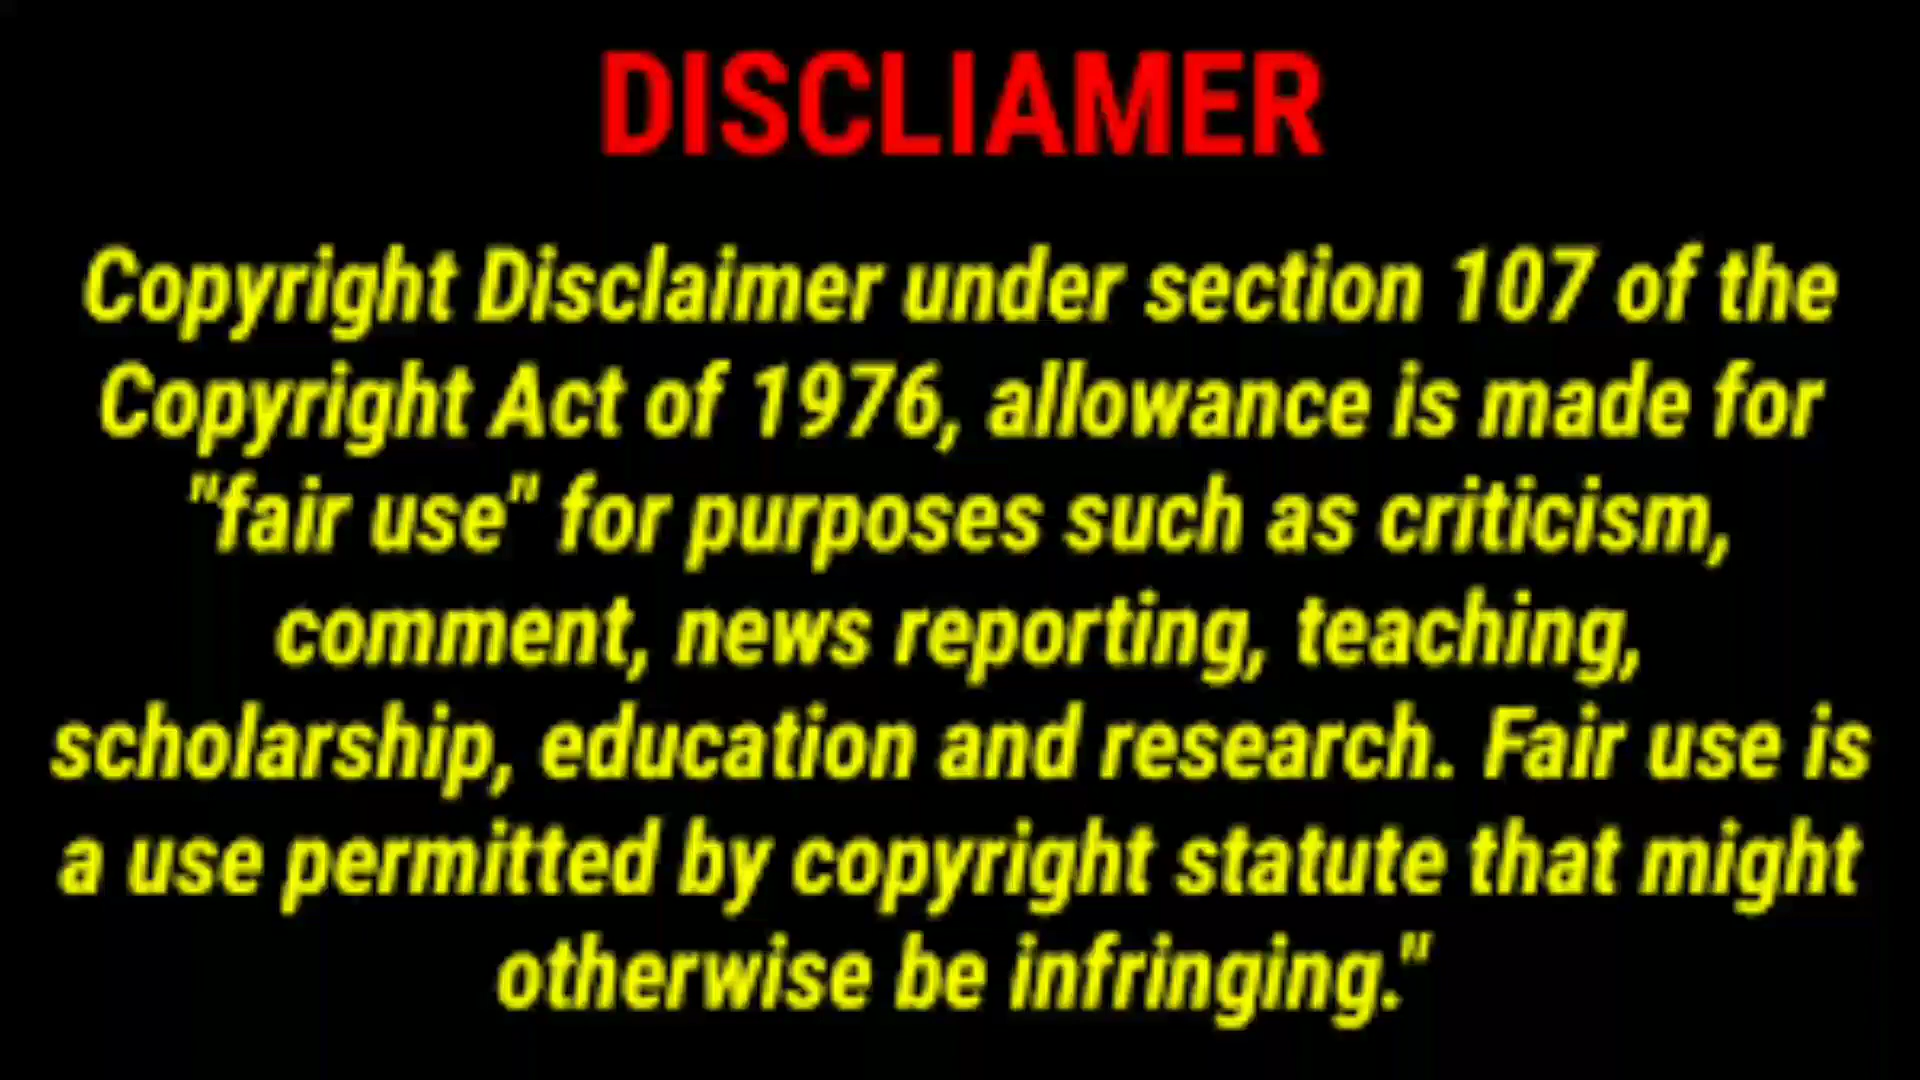 DISCLIAMER
Copyright Disclaimer under section 107 of the
Copyright Act of 1976, allowance is made for
"fair use" for purposes such as criticism,
comment, news reporting, teaching,
scholarship, education and research. Fair use is
a use permitted by copyright statute that might
otherwise be infringing."